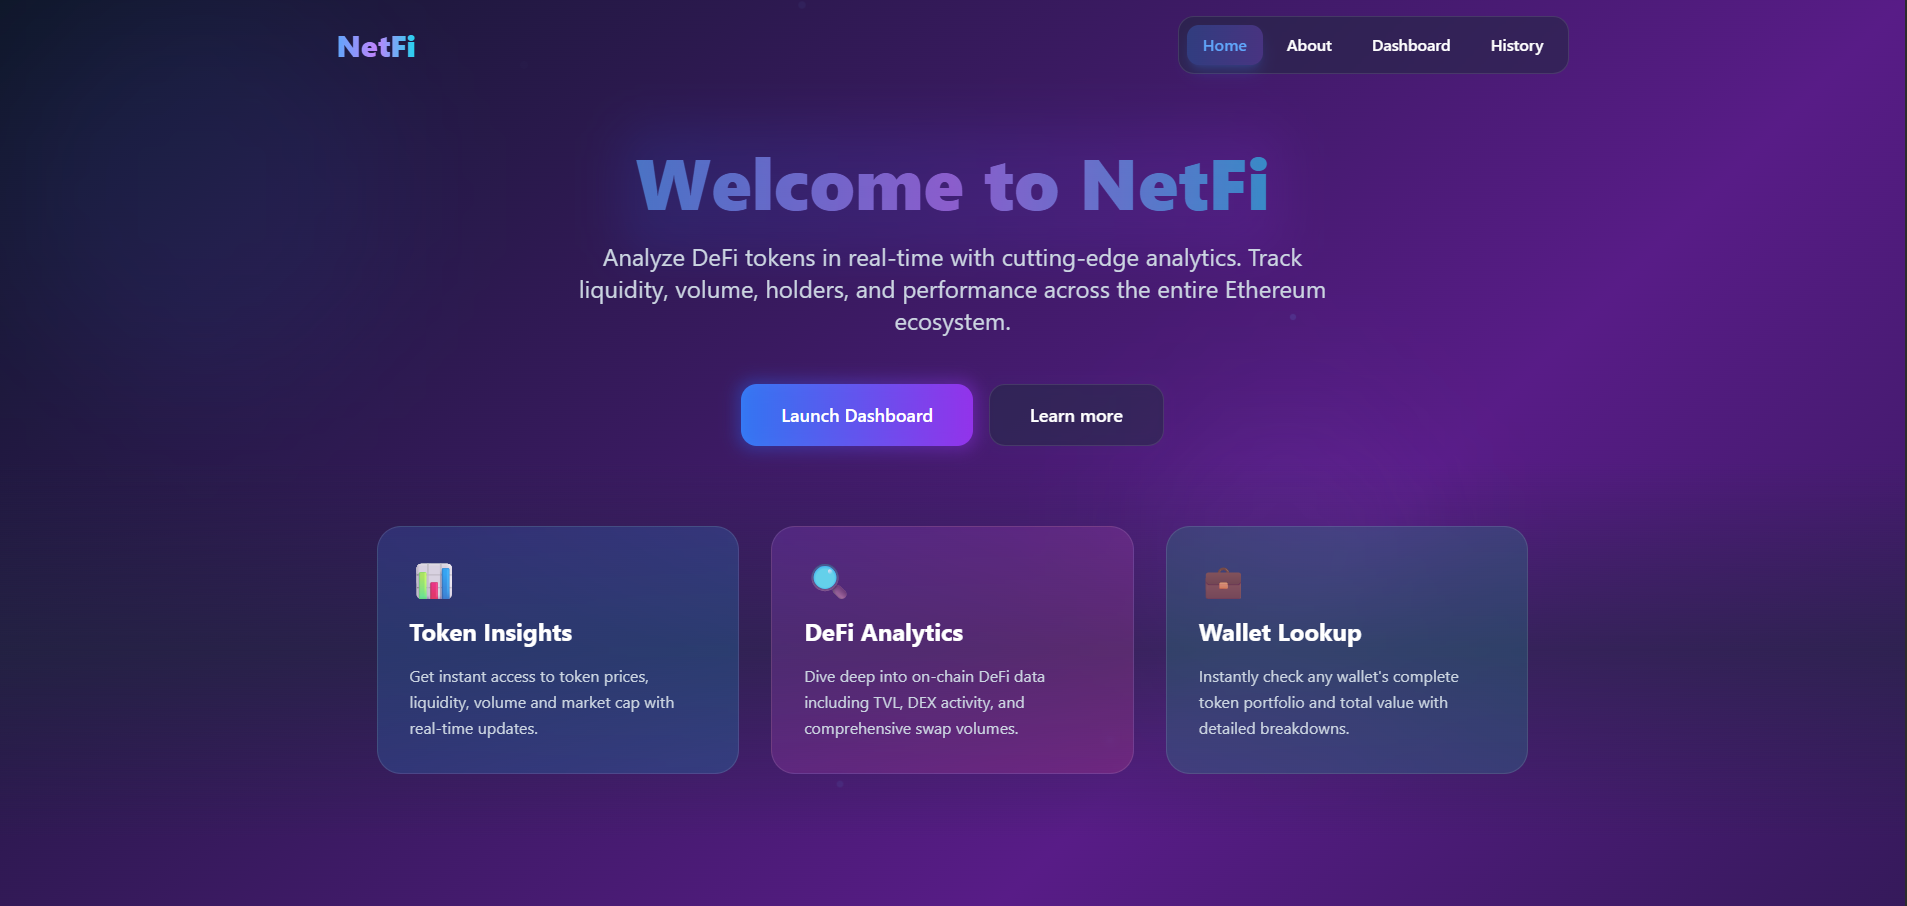 NetFi
Home About Dashboard History
Welcome to NetFi
Analyze DeFi tokens in real-time with cutting-edge analytics. Track
liquidity, volume, holders, and performance across the entire Ethereum
ecosystem.
Launch Dashboard Learn more
Token Insights
Get instant access to token prices,
liquidity, volume and market cap with
real-time updates.
DeFi Analytics
Dive deep into on-chain DeFi data
including TVL, DEX activity, and
comprehensive swap volumes.
Wallet Lookup
Instantly check any wallet's complete
token portfolio and total value with
detailed breakdowns.